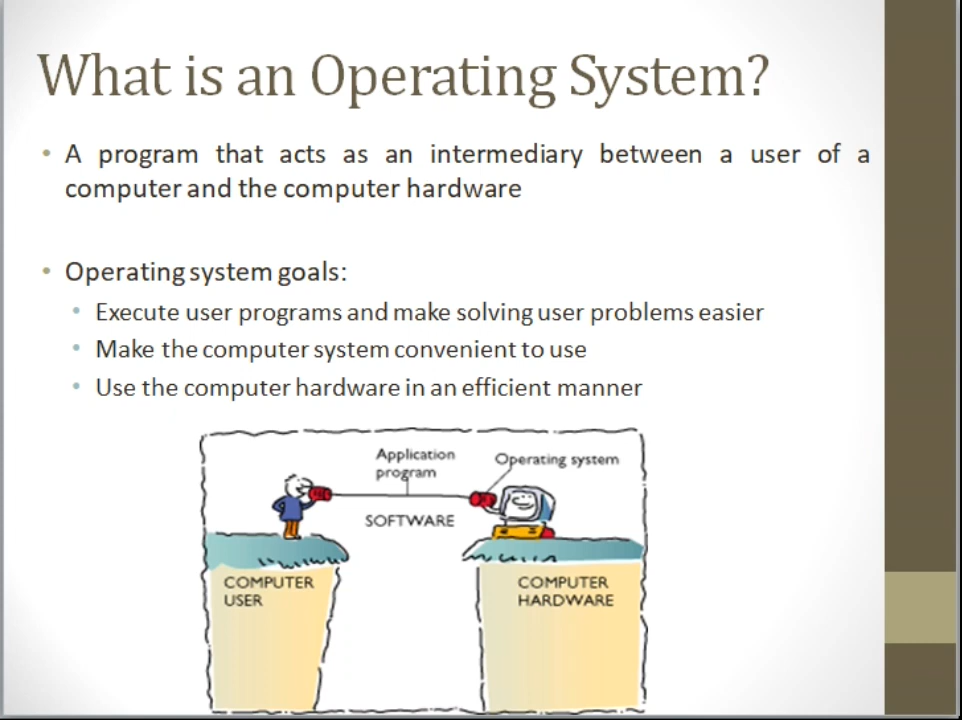 What is an Operating System?
• A program that acts as an intermediary between a user of a
computer and the computer hardware
• Operating system goals:
• Execute user programs and make solving user problems easier
• Make the computer system convenient to use
• Use the computer hardware in an efficient manner
Application
program
Operating system
SOFTWARE
COMPUTER
USER
COMPUTER
HARDWARE